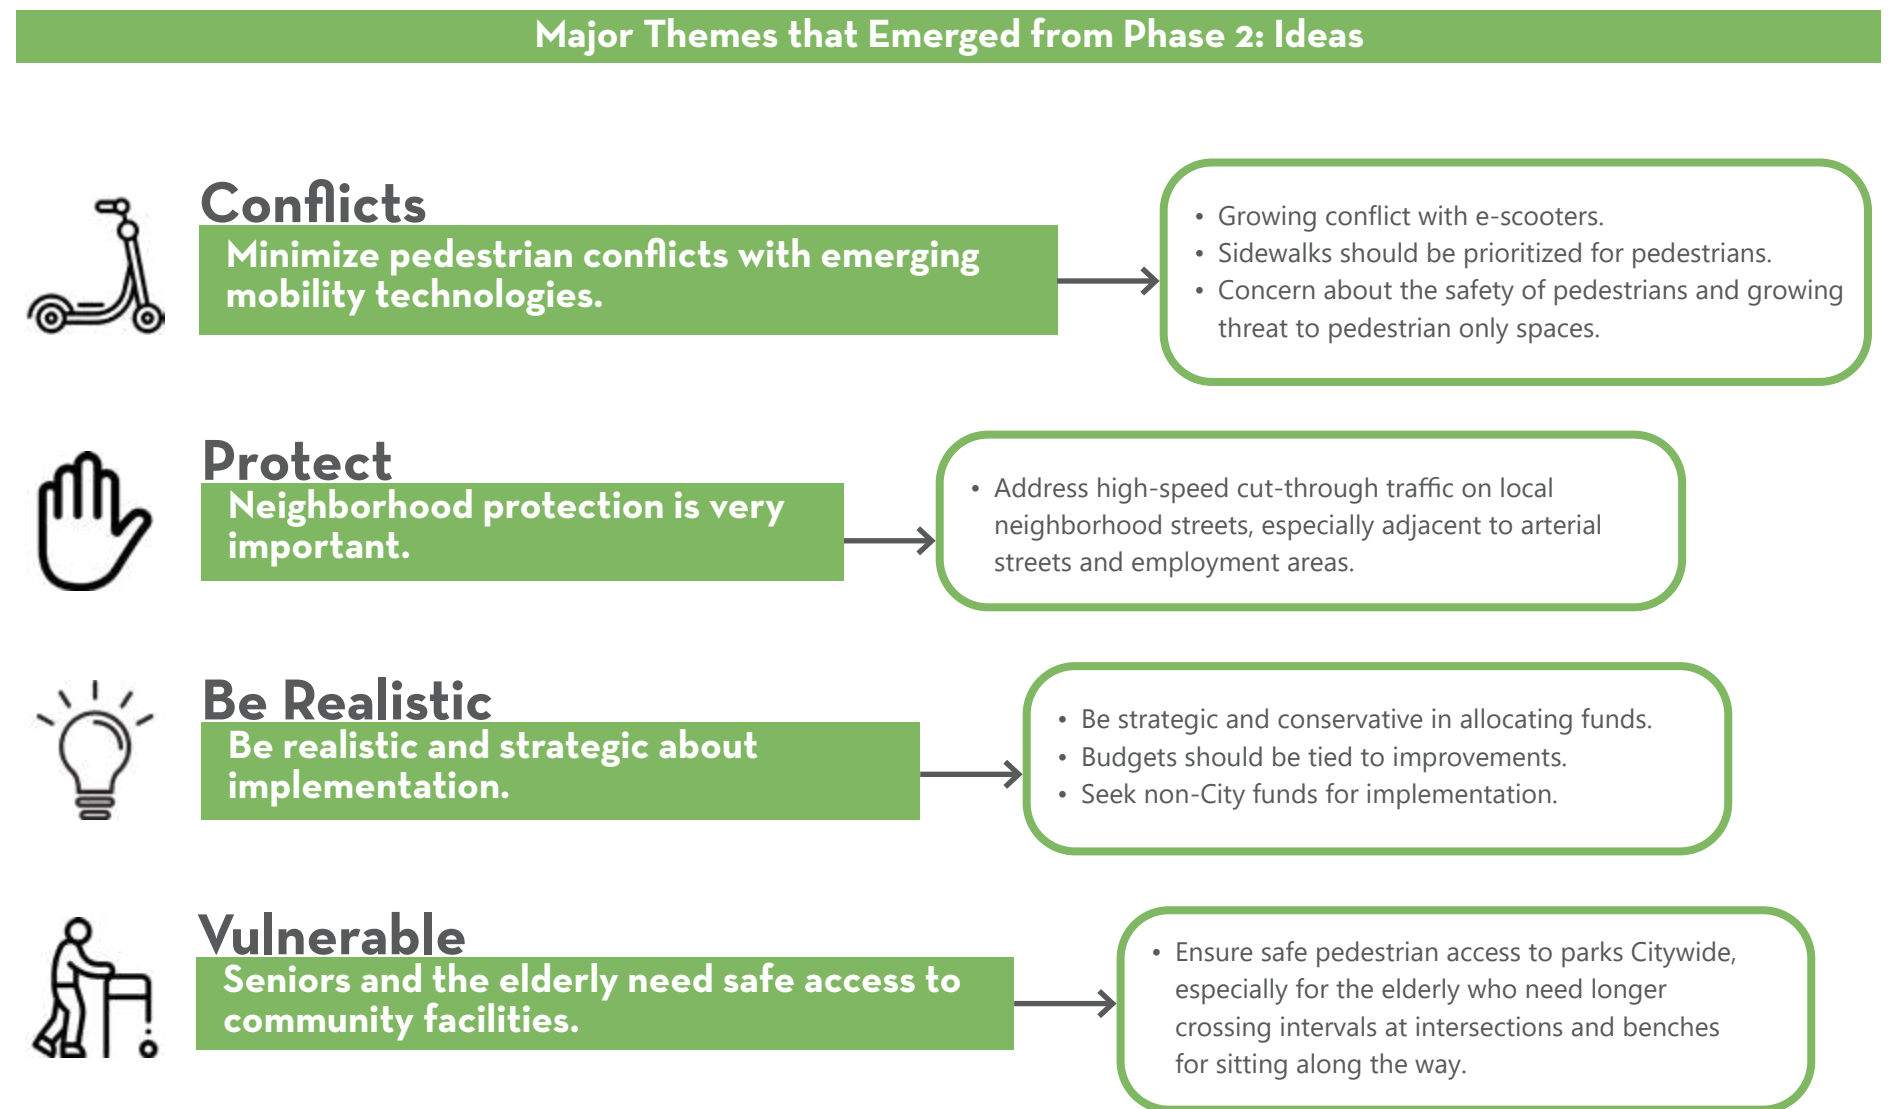 Major Themes that Emerged from Phase 2: Ideas
Conflicts
Minimize pedestrian conflicts with emerging
mobility technologies.
• Growing conflict with e-scooters.
• Sidewalks should be prioritized for pedestrians.
• Concern about the safety of pedestrians and growing
threat to pedestrian only spaces.
Protect
Neighborhood protection is very
important.
• Address high-speed cut-through traffic on local
neighborhood streets, especially adjacent to arterial
streets and employment areas.
Be Realistic
Be realistic and strategic about
implementation.
• Be strategic and conservative in allocating funds.
• Budgets should be tied to improvements.
• Seek non-City funds for implementation.
Vulnerable
Seniors and the elderly need safe access to
community facilities.
• Ensure safe pedestrian access to parks Citywide,
especially for the elderly who need longer
crossing intervals at intersections and benches
for sitting along the way.